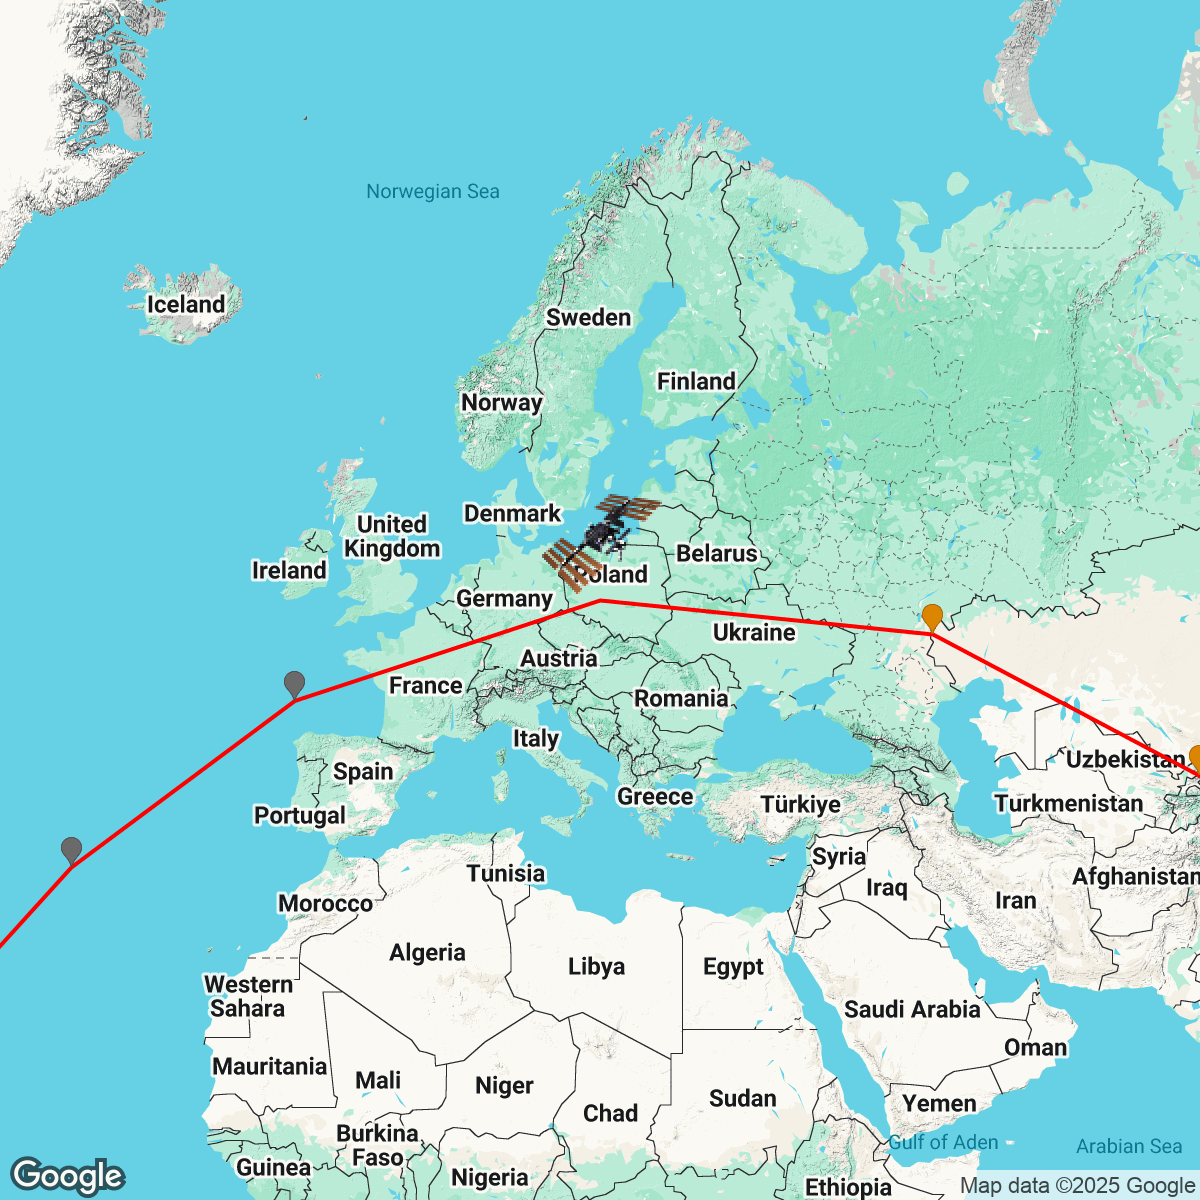 Norwegian Sea
Iceland
Sweden
Finland
Norway
Denmark
United
Kingdom
Ireland
Belarus
oland
Germany
Ukraine
Austria
France
Romania
Italy
Spain
Uzbekistan
Greece
Türkiye
Turkmenistan
Portugal
Syria
Tunisia
Iraq
Afghanistan
Morocco
Iran
Algeria
Libya
Egypt
Western
Sahara
Saudi Arabia
Oman
Mauritania
Mali
Niger
Chad
Sudan
Yemen
Burkina
Faso
Gulf of Aden
Arabian Sea
Guinea
Nigeria
Ethiopia
Google
Map data ©2025 Google